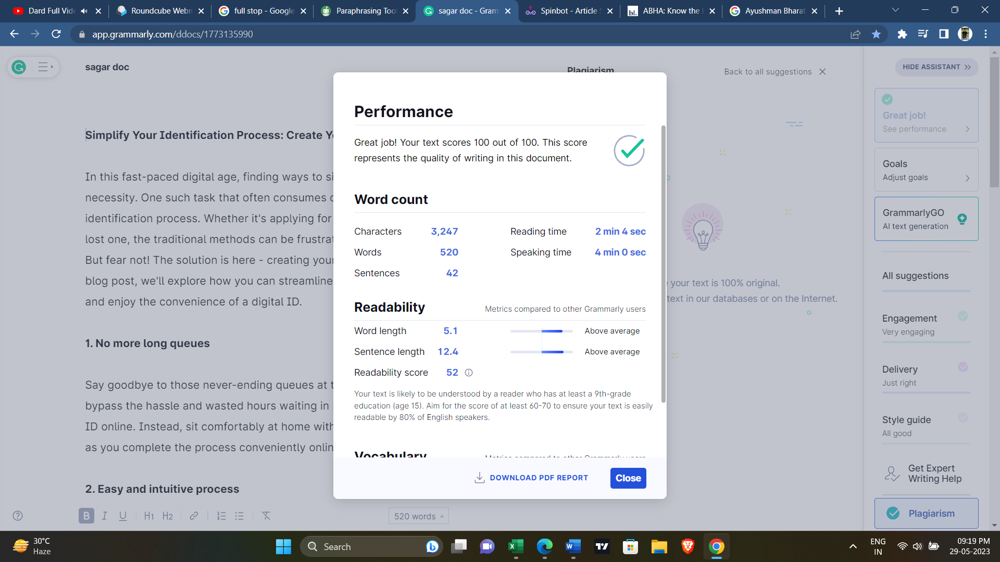 Dard Full Vide
Roundcube Webm
full stop - Google
Paraphrasing Tool
sagar doc - Gram
Spinbot - Article S
ABHA: Know the b
Ayushman Bharat
app.grammarly.com/ddocs/1773135990
sagar doc
Plagiarism
Back to all suggestions
HIDE ASSISTANT
Simplify Your Identification Process: Create Yo
In this fast-paced digital age, finding ways to si
necessity. One such task that often consumes o
identification process. Whether it's applying for
lost one, the traditional methods can be frustrat
But fear not! The solution is here - creating your
blog post, we'll explore how you can streamline
and enjoy the convenience of a digital ID.
1. No more long queues
Say goodbye to those never-ending queues at t
bypass the hassle and wasted hours waiting in l
ID online. Instead, sit comfortably at home with
as you complete the process conveniently onlin
2. Easy and intuitive process
Performance
Great job! Your text scores 100 out of 100. This score
represents the quality of writing in this document.
Word count
Characters 3,247 Reading time 2 min 4 sec
Words 520 Speaking time 4 min 0 sec
Sentences 42
Readability Metrics compared to other Grammarly users
Word length 5.1 Above average
Sentence length 12.4 Above average
Readability score 52
Your text is likely to be understood by a reader who has at least a 9th-grade
education (age 15). Aim for the score of at least 60-70 to ensure your text is easily
readable by 80% of English speakers.
Vocabulary Metrics compared to other Grammarly users
DOWNLOAD PDF REPORT
Close
your text is 100% original.
text in our databases or on the Internet.
Great job!
See performance
Goals
Adjust goals
GrammarlyGO
AI text generation
All suggestions
Engagement
Very engaging
Delivery
Just right
Style guide
All good
Get Expert
Writing Help
Plagiarism
B I U H1 H2
520 words
30°C
Haze
Search
ENG
IN
09:19 PM
29-05-2023